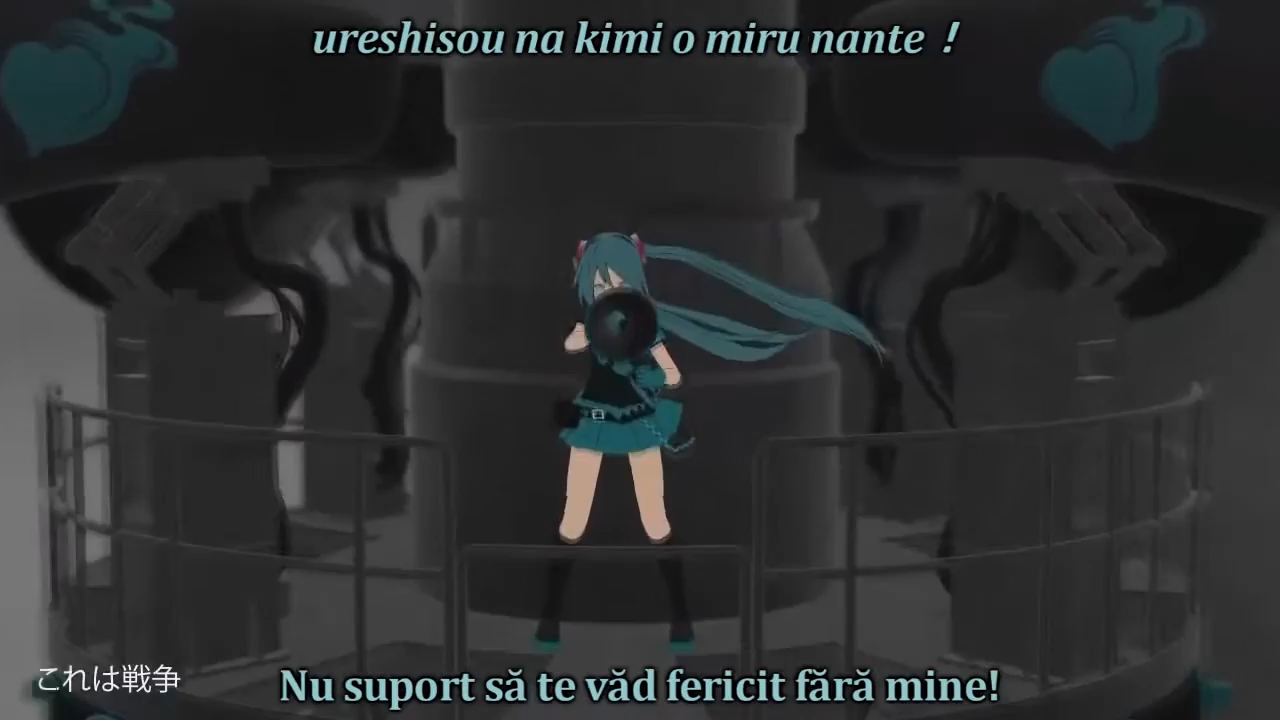 ureshisou na kimi o miru nante！
これは戦争
Nu suport să te văd fericit fără mine!